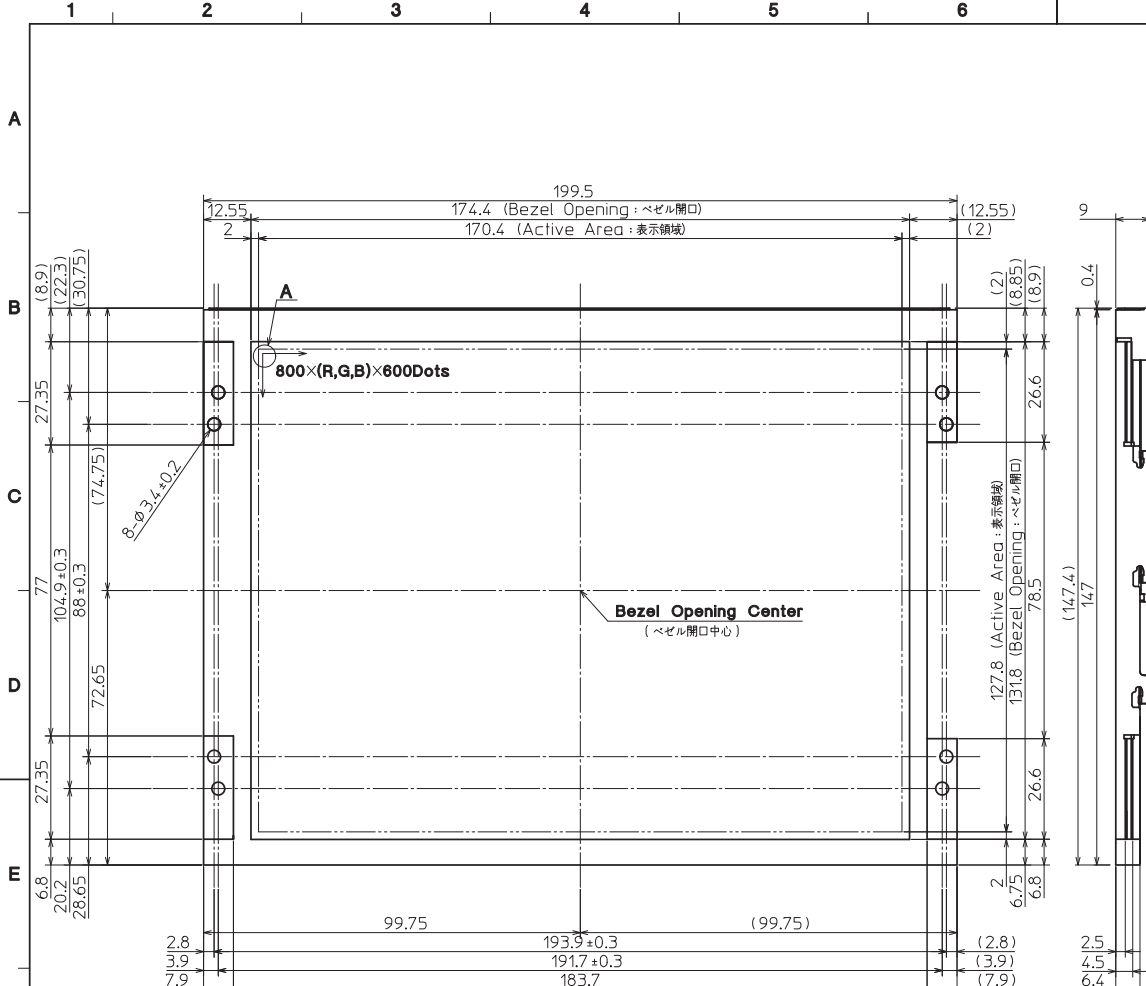 1 2 3 4 5 6
A
B
C
D
E
199.5
12.55 174.4 (Bezel Opening : ベゼル開口) (12.55)
2 170.4 (Active Area : 表示領域) (2)
9
(8.9)
(22.3)
(30.75)
(2)
(8.85)
(8.9)
0.4
A
800×(R,G,B)×600Dots
27.35
26.6
(74.75)
8-φ3.4±0.2
77
104.9±0.3
88±0.3
72.65
Bezel Opening Center
( ベゼル開口中心 )
127.8 (Active Area : 表示領域)
131.8 (Bezel Opening : ベゼル開口)
78.5
(147.4)
147
27.35
26.6
6.8
20.2
28.65
2
6.75
6.8
99.75 (99.75)
2.8 193.9±0.3 (2.8)
3.9 191.7±0.3 (3.9)
7.9 183.7 (7.9)
2.5
4.5
6.4